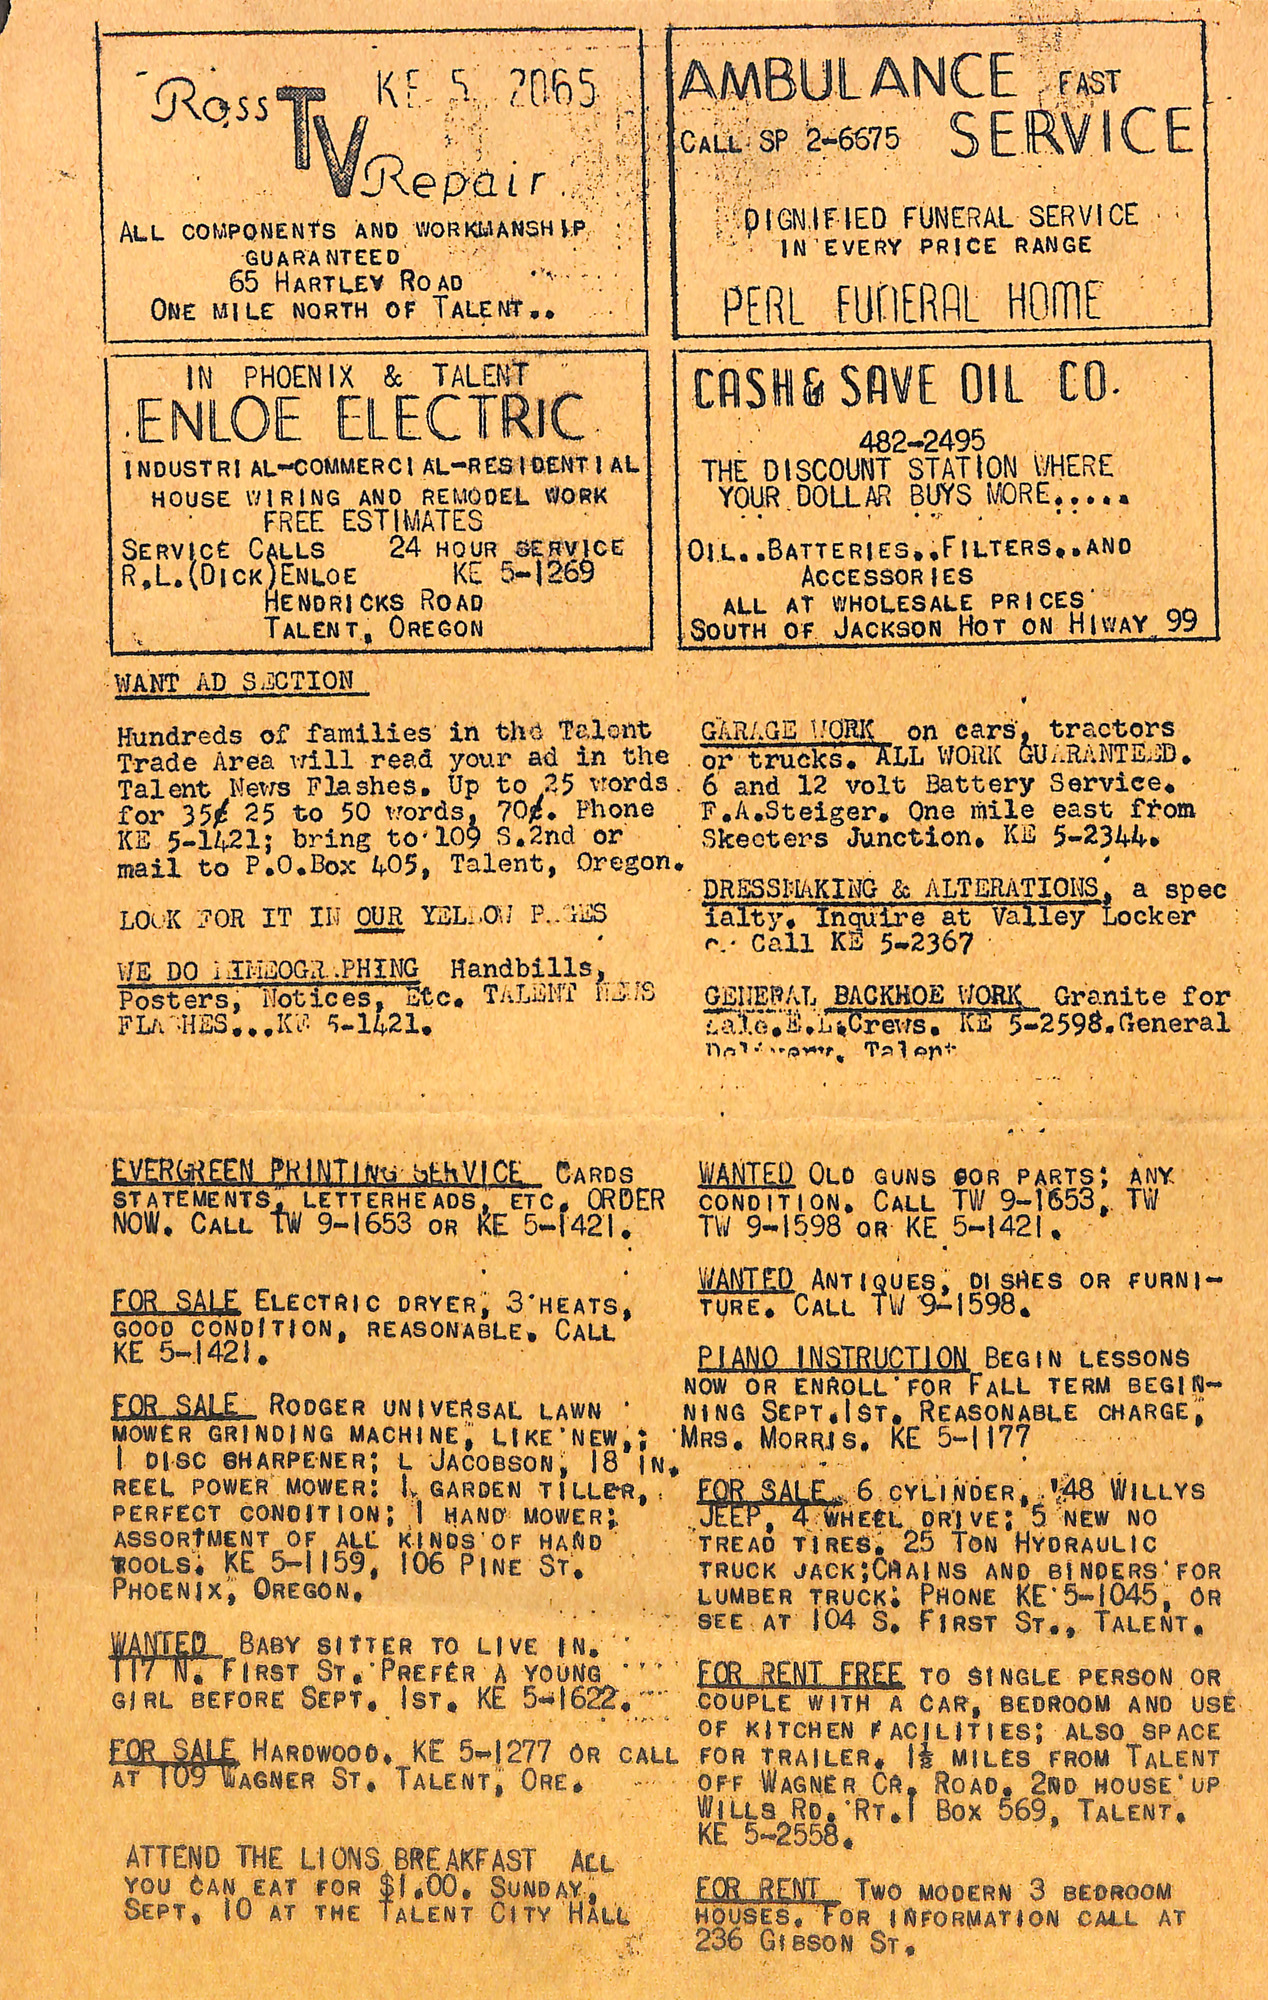 Ross TV Repair KE 5 2065
ALL COMPONENTS AND WORKMANSHIP
GUARANTEED
65 HARTLEY ROAD
ONE MILE NORTH OF TALENT..
AMBULANCE FAST
CALL SP 2-6675 SERVICE
DIGNIFIED FUNERAL SERVICE
IN EVERY PRICE RANGE
PERL FUNERAL HOME
IN PHOENIX & TALENT
ENLOE ELECTRIC
INDUSTRIAL-COMMERCIAL-RESIDENTIAL
HOUSE WIRING AND REMODEL WORK
FREE ESTIMATES
SERVICE CALLS 24 HOUR SERVICE
R.L.(DICK)ENLOE KE 5-1269
HENDRICKS ROAD
TALENT, OREGON
CASH & SAVE OIL CO.
482-2495
THE DISCOUNT STATION WHERE
YOUR DOLLAR BUYS MORE.....
OIL..BATTERIES..FILTERS..AND
ACCESSORIES
ALL AT WHOLESALE PRICES
SOUTH OF JACKSON HOT ON HIWAY 99
WANT AD SECTION
Hundreds of families in the Talent
Trade Area will read your ad in the
Talent News Flashes. Up to 25 words
for 35¢ 25 to 50 words, 70¢. Phone
KE 5-1421; bring to 109 S.2nd or
mail to P.O.Box 405, Talent, Oregon.
LOOK FOR IT IN OUR YELLOW PAGES
WE DO MIMEOGRAPHING Handbills,
Posters, Notices, Etc. TALENT NEWS
FLASHES...KE 5-1421.
GARAGE WORK on cars, tractors
or trucks. ALL WORK GUARANTEED.
6 and 12 volt Battery Service.
F.A.Steiger. One mile east from
Skeeters Junction. KE 5-2344.
DRESSMAKING & ALTERATIONS, a spec
ialty. Inquire at Valley Locker
or Call KE 5-2367
GENERAL BACKHOE WORK Granite for
sale.E.L.Crews. KE 5-2598.General
Delivery, Talent
EVERGREEN PRINTING SERVICE CARDS
STATEMENTS, LETTERHEADS, ETC. ORDER
NOW. CALL TW 9-1653 OR KE 5-1421.
FOR SALE ELECTRIC DRYER, 3 HEATS,
GOOD CONDITION, REASONABLE. CALL
KE 5-1421.
FOR SALE RODGER UNIVERSAL LAWN
MOWER GRINDING MACHINE, LIKE NEW,;
1 DISC SHARPENER; L JACOBSON, 18 IN.
REEL POWER MOWER: 1. GARDEN TILLER,
PERFECT CONDITION; 1 HAND MOWER;
ASSORTMENT OF ALL KINDS OF HAND
TOOLS. KE 5-1159, 106 PINE ST.
PHOENIX, OREGON.
WANTED BABY SITTER TO LIVE IN.
117 N. FIRST ST. PREFER A YOUNG
GIRL BEFORE SEPT. 1ST. KE 5-1622.
FOR SALE HARDWOOD. KE 5-1277 OR CALL
AT 109 WAGNER ST. TALENT, ORE.
ATTEND THE LIONS BREAKFAST ALL
YOU CAN EAT FOR $1.00. SUNDAY,
SEPT. 10 AT THE TALENT CITY HALL
WANTED OLD GUNS OOR PARTS; ANY
CONDITION. CALL TW 9-1653, TW
TW 9-1598 OR KE 5-1421.
WANTED ANTIQUES, DISHES OR FURNI-
TURE. CALL TW 9-1598.
PIANO INSTRUCTION BEGIN LESSONS
NOW OR ENROLL FOR FALL TERM BEGIN-
NING SEPT.1ST. REASONABLE CHARGE,
MRS. MORRIS. KE 5-1177
FOR SALE 6 CYLINDER, '48 WILLYS
JEEP, 4 WHEEL DRIVE; 5 NEW NO
TREAD TIRES. 25 TON HYDRAULIC
TRUCK JACK;CHAINS AND BINDERS FOR
LUMBER TRUCK: PHONE KE 5-1045, OR
SEE AT 104 S. FIRST ST., TALENT.
FOR RENT FREE TO SINGLE PERSON OR
COUPLE WITH A CAR, BEDROOM AND USE
OF KITCHEN FACILITIES; ALSO SPACE
FOR TRAILER. 1½ MILES FROM TALENT
OFF WAGNER CR. ROAD. 2ND HOUSE UP
WILLS RD. RT.1 BOX 569, TALENT.
KE 5-2558.
FOR RENT TWO MODERN 3 BEDROOM
HOUSES. FOR INFORMATION CALL AT
236 GIBSON ST.